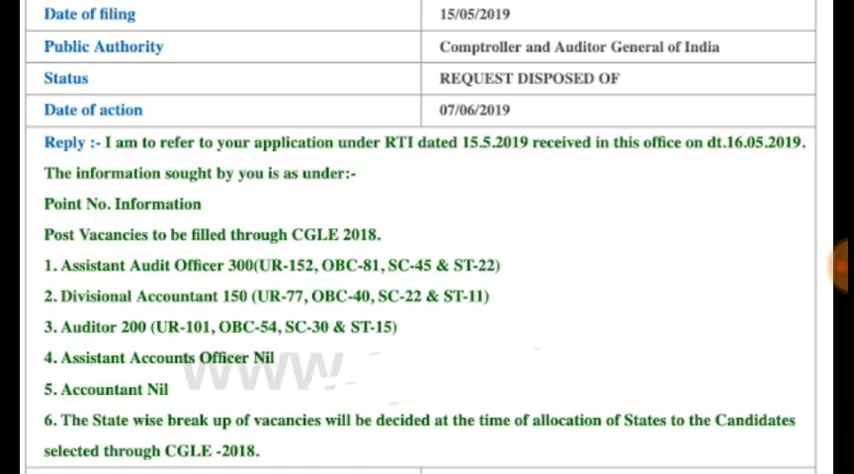 Date of filing 15/05/2019
Public Authority Comptroller and Auditor General of India
Status REQUEST DISPOSED OF
Date of action 07/06/2019
Reply :- I am to refer to your application under RTI dated 15.5.2019 received in this office on dt.16.05.2019.
The information sought by you is as under:-
Point No. Information
Post Vacancies to be filled through CGLE 2018.
1. Assistant Audit Officer 300(UR-152, OBC-81, SC-45 & ST-22)
2. Divisional Accountant 150 (UR-77, OBC-40, SC-22 & ST-11)
3. Auditor 200 (UR-101, OBC-54, SC-30 & ST-15)
4. Assistant Accounts Officer Nil
www.
5. Accountant Nil
6. The State wise break up of vacancies will be decided at the time of allocation of States to the Candidates
selected through CGLE -2018.